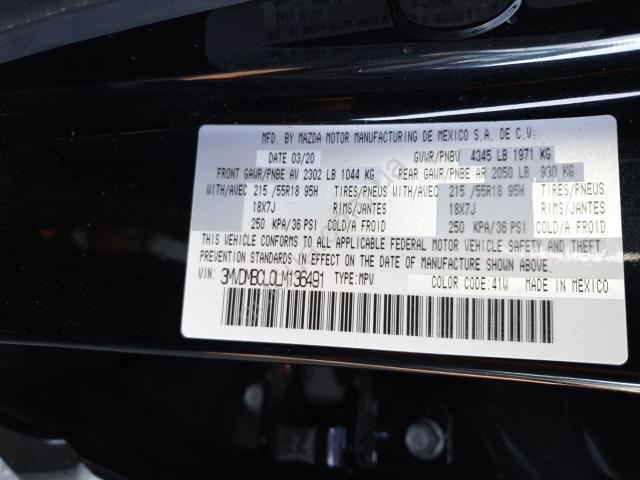 MFD. BY MAZDA MOTOR MANUFACTURING DE MEXICO S.A. DE C.V.
DATE 03/20 GVWR/PNBV 4345 LB 1971 KG
FRONT GAWR/PNBE AV 2302 LB 1044 KG REAR GAWR/PNBE AR 2050 LB 930 KG
WITH/AVEC 215 /55R18 95H TIRES/PNEUS WITH/AVEC 215 /55R18 95H TIRES/PNEUS
18X7J RIMS/JANTES 18X7J RIMS/JANTES
250 KPA/36 PSI COLD/A FROID 250 KPA/36 PSI COLD/A FROID
THIS VEHICLE CONFORMS TO ALL APPLICABLE FEDERAL MOTOR VEHICLE SAFETY AND THEFT
PREVENTION STANDARDS IN EFFECT ON THE DATE OF MANUFACTURE SHOWN ABOVE.
VIN: 3MVDMBCL0LM136491 TYPE:MPV COLOR CODE:41W MADE IN MEXICO